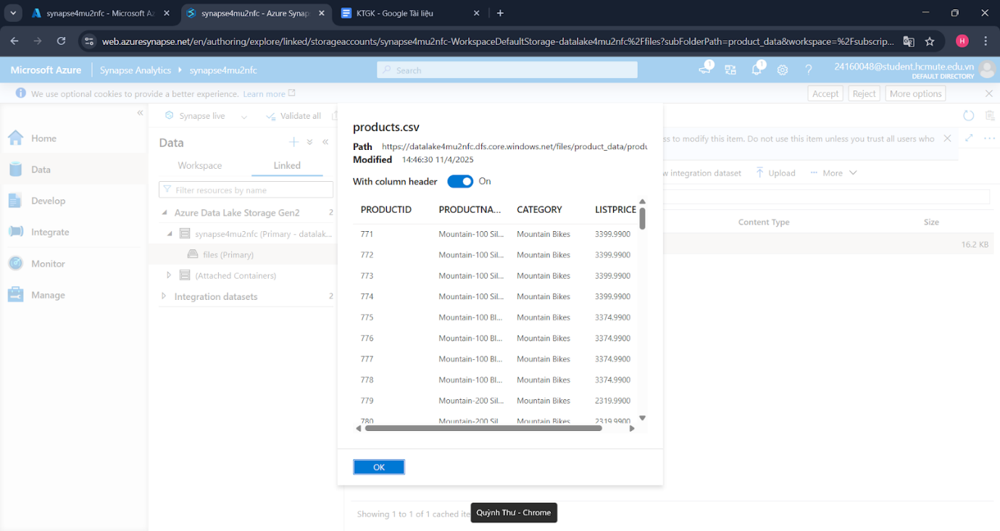 synapse4mu2nfc - Microsoft Az
synapse4mu2nfc - Azure Synap
KTGK - Google Tài liệu
web.azuresynapse.net/en/authoring/explore/linked/storageaccounts/synapse4mu2nfc-WorkspaceDefaultStorage-datalake4mu2nfc%2Ffiles?subFolderPath=product_data&workspace=%2Fsubscrip...
H
Microsoft Azure
Synapse Analytics
synapse4mu2nfc
Search
1
1
24160048@student.hcmute.edu.vn
DEFAULT DIRECTORY
We use optional cookies to provide a better experience. Learn more
Accept
Reject
More options
Home
Data
Develop
Integrate
Monitor
Manage
Synapse live
Validate all
Data
Workspace
Linked
Filter resources by name
Azure Data Lake Storage Gen2 2
synapse4mu2nfc (Primary - datalak...
files (Primary)
(Attached Containers)
Integration datasets 2
products.csv
Path https://datalake4mu2nfc.dfs.core.windows.net/files/product_data/produ
Modified 14:46:30 11/4/2025
With column header On
PRODUCTID PRODUCTNA... CATEGORY LISTPRICE
771 Mountain-100 Sil... Mountain Bikes 3399.9900
772 Mountain-100 Sil... Mountain Bikes 3399.9900
773 Mountain-100 Sil... Mountain Bikes 3399.9900
774 Mountain-100 Sil... Mountain Bikes 3399.9900
775 Mountain-100 Bl... Mountain Bikes 3374.9900
776 Mountain-100 Bl... Mountain Bikes 3374.9900
777 Mountain-100 Bl... Mountain Bikes 3374.9900
778 Mountain-100 Bl... Mountain Bikes 3374.9900
779 Mountain-200 Sil... Mountain Bikes 2319.9900
780 Mountain-200 Sil... Mountain Bikes 2319.9900
OK
ss to modify this item. Do not use this item unless you trust all users who
w integration dataset
Upload
More
Content Type
Size
16.2 KB
Showing 1 to 1 of 1 cached ite
Quỳnh Thư - Chrome